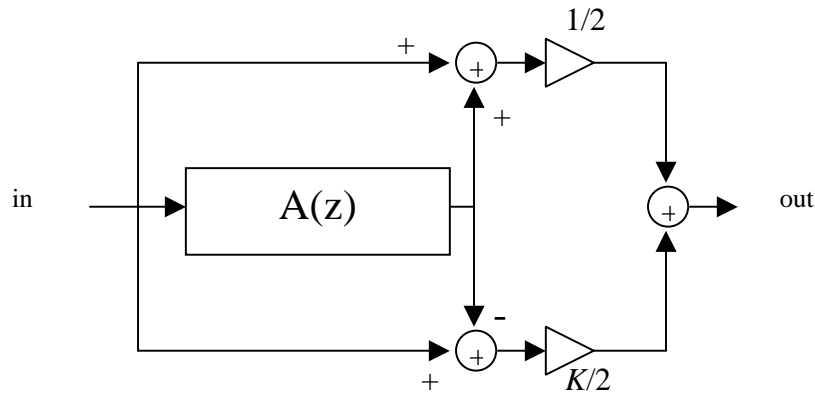 1/2
+
+
+
in
A(z)
+
out
-
+
+
K/2